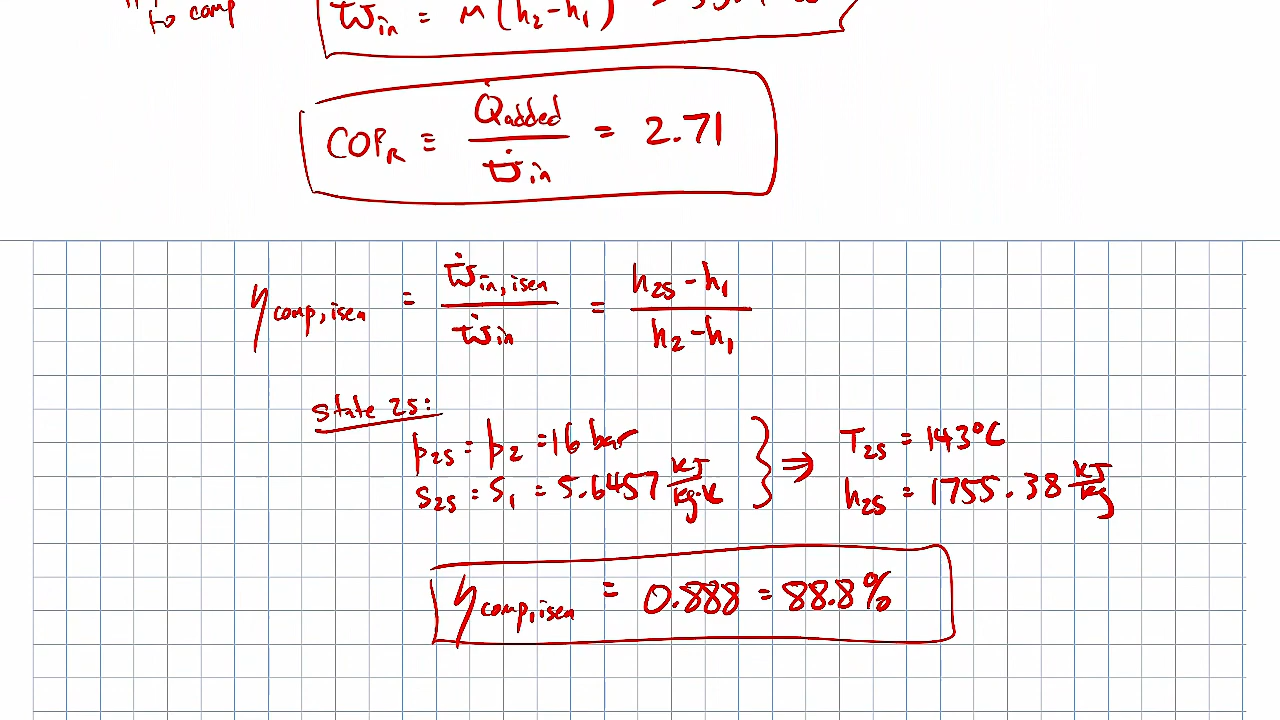 to comp
Ẇin = ṁ(h2-h1)
COPR ≡ Q̇added / Ẇin = 2.71
ηcomp,isen = Ẇin,isen / Ẇin = h2s-h1 / h2-h1
State 2s:
p2s = p2 = 16 bar
s2s = s1 = 5.6457 kJ/kg·K } ⇒ T2s = 143°C
h2s = 1755.38 kJ/kg
ηcomp,isen = 0.888 = 88.8%